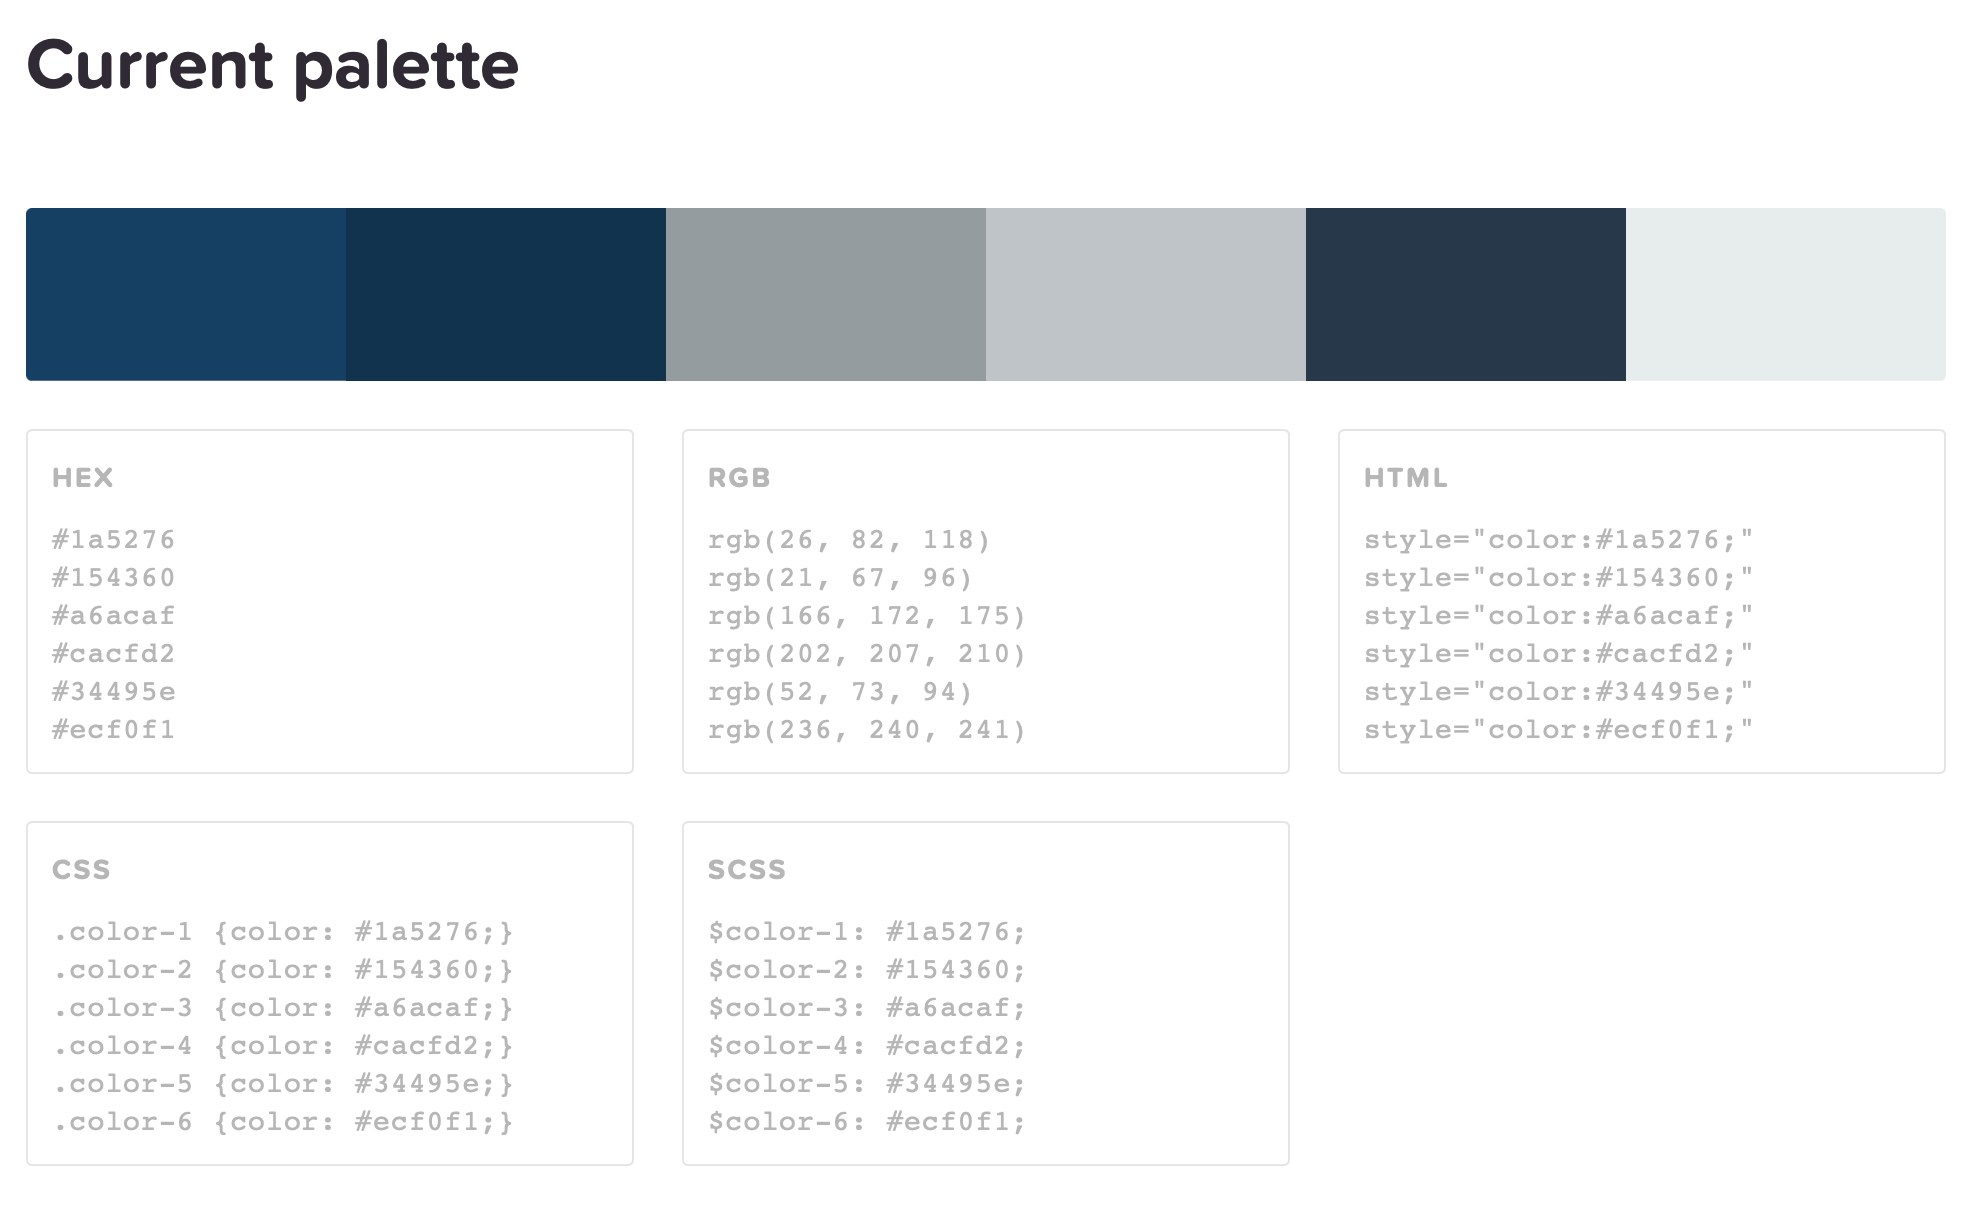 Current palette
HEX
#1a5276
#154360
#a6acaf
#cacfd2
#34495e
#ecf0f1
RGB
rgb(26, 82, 118)
rgb(21, 67, 96)
rgb(166, 172, 175)
rgb(202, 207, 210)
rgb(52, 73, 94)
rgb(236, 240, 241)
HTML
style="color:#1a5276;"
style="color:#154360;"
style="color:#a6acaf;"
style="color:#cacfd2;"
style="color:#34495e;"
style="color:#ecf0f1;"
CSS
.color-1 {color: #1a5276;}
.color-2 {color: #154360;}
.color-3 {color: #a6acaf;}
.color-4 {color: #cacfd2;}
.color-5 {color: #34495e;}
.color-6 {color: #ecf0f1;}
SCSS
$color-1: #1a5276;
$color-2: #154360;
$color-3: #a6acaf;
$color-4: #cacfd2;
$color-5: #34495e;
$color-6: #ecf0f1;